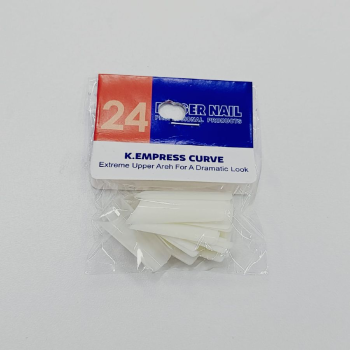 24
NAIL
PRODUCTS
K.EMPRESS CURVE
Extreme Upper Arch For A Dramatic Look